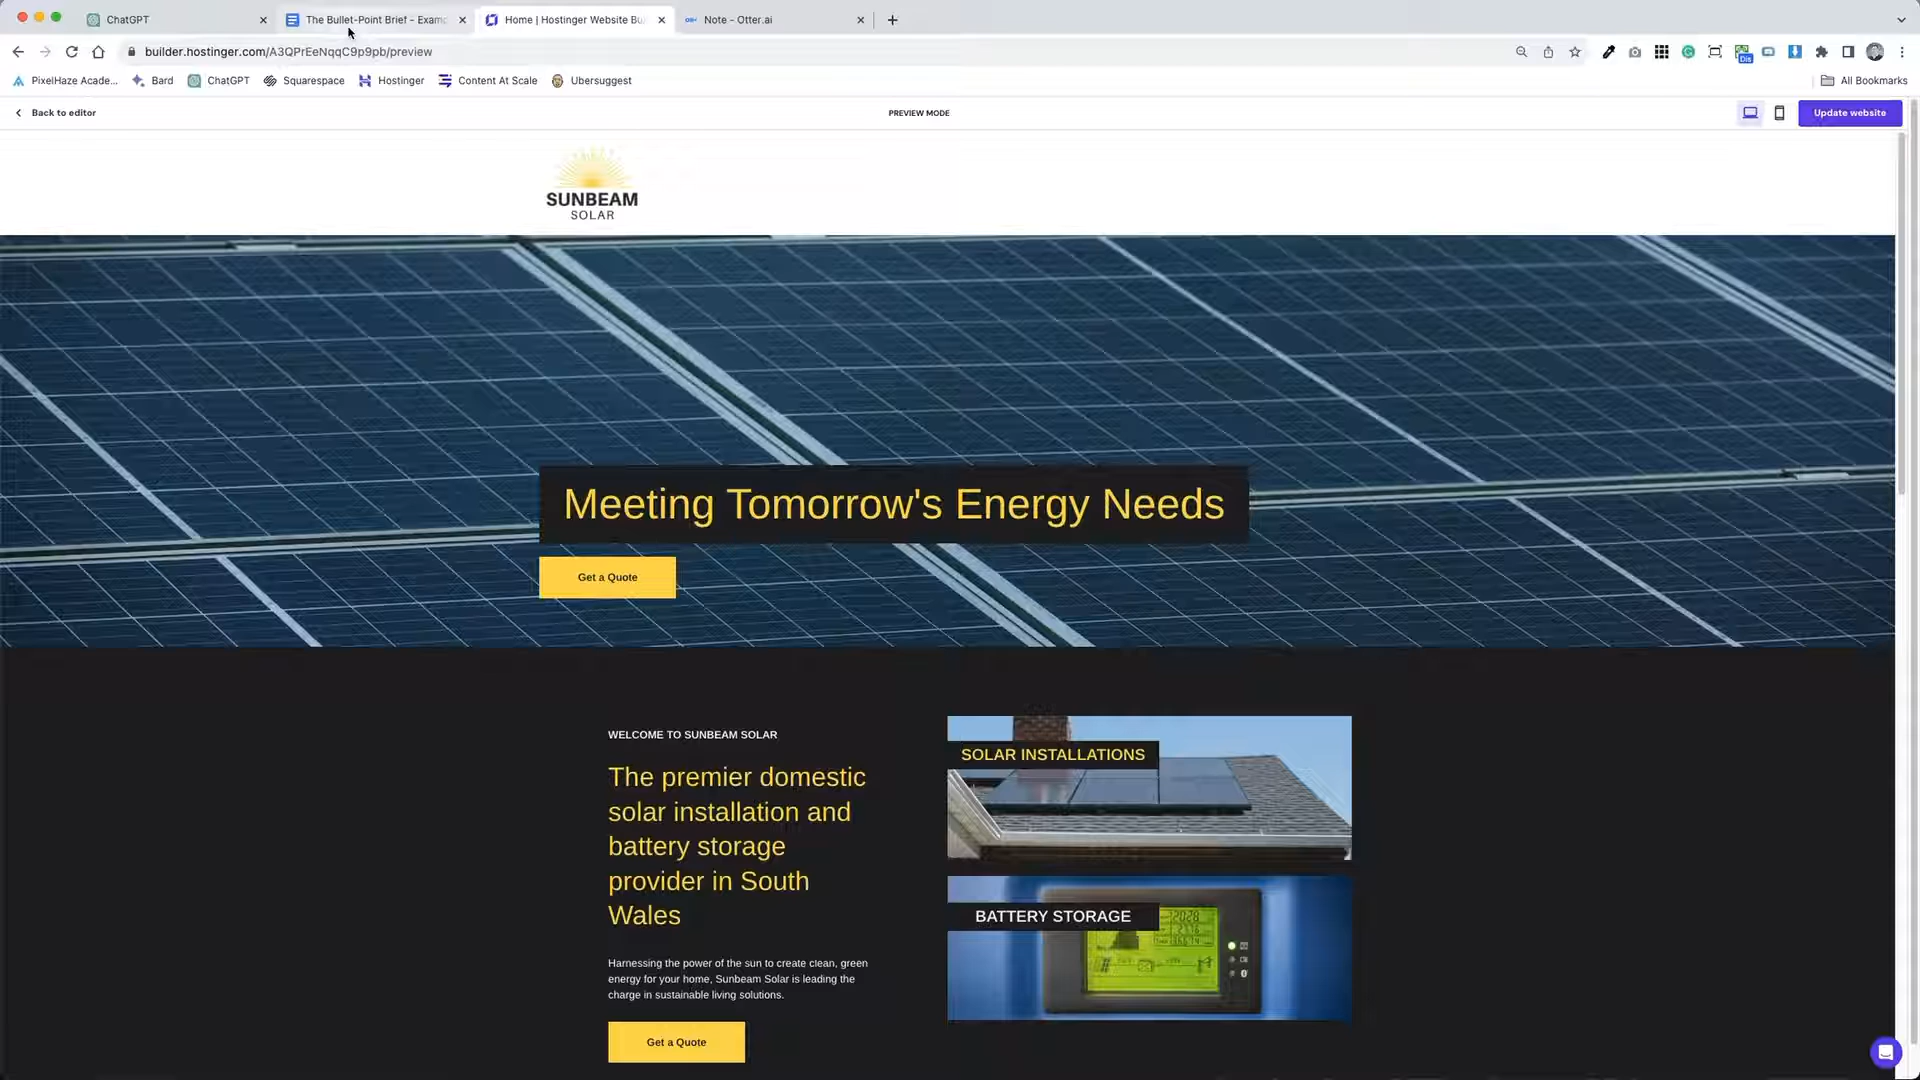 ChatGPT
The Bullet-Point Brief - Examp
Home | Hostinger Website Bu
Note - Otter.ai
builder.hostinger.com/A3QPrEeNqqC9p9pb/preview
PixelHaze Acade...
Bard
ChatGPT
Squarespace
Hostinger
Content At Scale
Ubersuggest
All Bookmarks
Back to editor
PREVIEW MODE
Update website
SUNBEAM
SOLAR
Meeting Tomorrow's Energy Needs
Get a Quote
WELCOME TO SUNBEAM SOLAR
The premier domestic
solar installation and
battery storage
provider in South
Wales
Harnessing the power of the sun to create clean, green
energy for your home, Sunbeam Solar is leading the
charge in sustainable living solutions.
Get a Quote
SOLAR INSTALLATIONS
BATTERY STORAGE